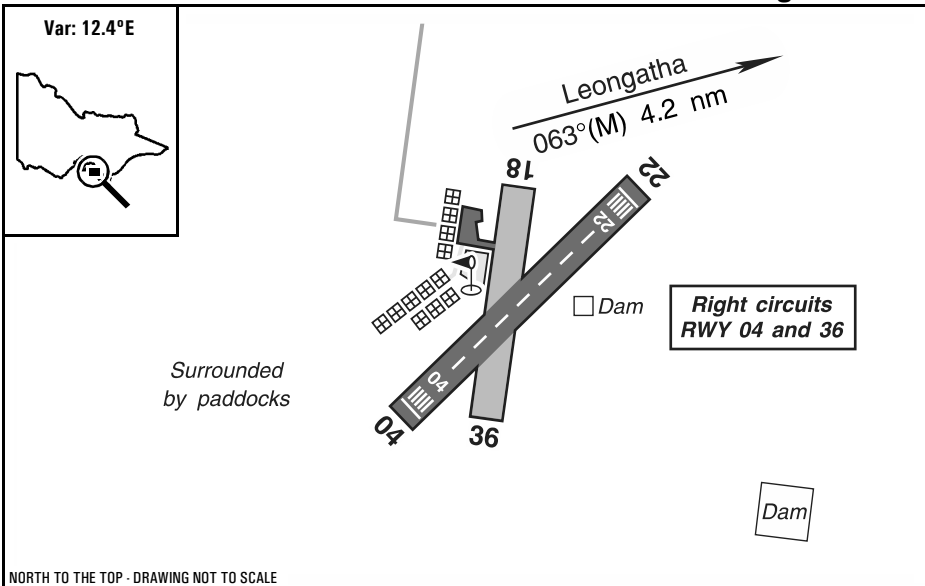 Var: 12.4ºE
Leongatha
063°(M) 4.2 nm
18
22
22
Dam
Right circuits
RWY 04 and 36
Surrounded
by paddocks
04
04
36
Dam
NORTH TO THE TOP - DRAWING NOT TO SCALE